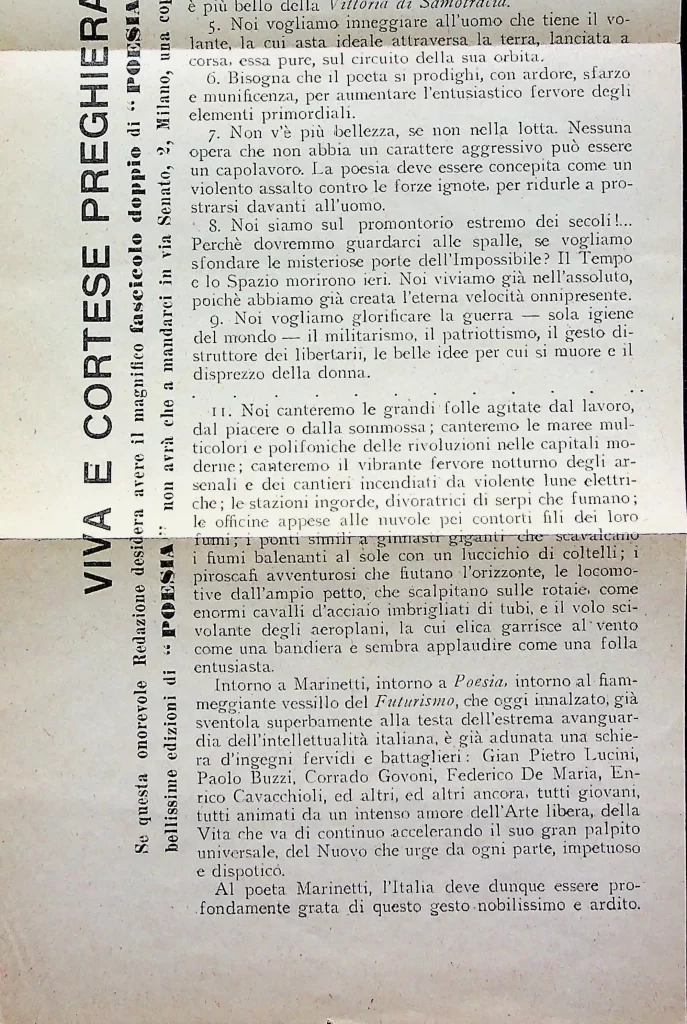 VIVA E CORTESE PREGHIERA
Se questa onorevole Redazione desidera avere il magnifico fascicolo doppio di “ POESIA
bellissime edizioni di “ POESIA ” non avrà che a mandarci in via Senato, 2, Milano, una
è più bello della Vittoria di Samotracia.
5. Noi vogliamo inneggiare all'uomo che tiene il vo-
lante, la cui asta ideale attraversa la terra, lanciata a
corsa, essa pure, sul circuito della sua orbita.
6. Bisogna che il poeta si prodighi, con ardore, sfarzo
e munificenza, per aumentare l'entusiastico fervore degli
elementi primordiali.
7. Non v'è più bellezza, se non nella lotta. Nessuna
opera che non abbia un carattere aggressivo può essere
un capolavoro. La poesia deve essere concepita come un
violento assalto contro le forze ignote, per ridurle a pro-
strarsi davanti all'uomo.
8. Noi siamo sul promontorio estremo dei secoli!...
Perchè dovremmo guardarci alle spalle, se vogliamo
sfondare le misteriose porte dell'Impossibile? Il Tempo
e lo Spazio morirono ieri. Noi viviamo già nell'assoluto,
poichè abbiamo già creata l'eterna velocità onnipresente.
9. Noi vogliamo glorificare la guerra — sola igiene
del mondo — il militarismo, il patriottismo, il gesto di-
struttore dei libertarii, le belle idee per cui si muore e il
disprezzo della donna.
. . . . . . . . . . . .
11. Noi canteremo le grandi folle agitate dal lavoro,
dal piacere o dalla sommossa; canteremo le maree mul-
ticolori e polifoniche delle rivoluzioni nelle capitali mo-
derne; canteremo il vibrante fervore notturno degli ar-
senali e dei cantieri incendiati da violente lune elettri-
che; le stazioni ingorde, divoratrici di serpi che fumano;
le officine appese alle nuvole pei contorti fili dei loro
fumi; i ponti simili a ginnasti giganti che scavalcano
i fiumi balenanti al sole con un luccichio di coltelli; i
piroscafi avventurosi che fiutano l'orizzonte, le locomo-
tive dall'ampio petto, che scalpitano sulle rotaie, come
enormi cavalli d'acciaio imbrigliati di tubi, e il volo sci-
volante degli aeroplani, la cui elica garrisce al vento
come una bandiera e sembra applaudire come una folla
entusiasta.
Intorno a Marinetti, intorno a Poesia, intorno al fiam-
meggiante vessillo del Futurismo, che oggi innalzato, già
sventola superbamente alla testa dell'estrema avanguar-
dia dell'intellettualità italiana, è già adunata una schie-
ra d'ingegni fervidi e battaglieri: Gian Pietro Lucini,
Paolo Buzzi, Corrado Govoni, Federico De Maria, En-
rico Cavacchioli, ed altri, ed altri ancora, tutti giovani,
tutti animati da un intenso amore dell'Arte libera, della
Vita che va di continuo accelerando il suo gran palpito
universale, del Nuovo che urge da ogni parte, impetuoso
e dispotico.
Al poeta Marinetti, l'Italia deve dunque essere pro-
fondamente grata di questo gesto nobilissimo e ardito.